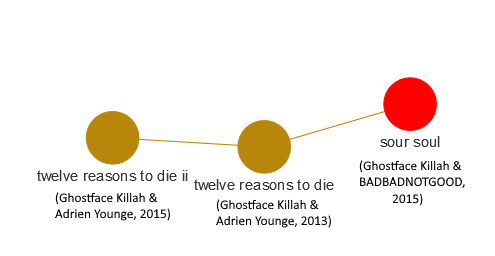 twelve reasons to die ii
(Ghostface Killah &
Adrien Younge, 2015)
twelve reasons to die
(Ghostface Killah &
Adrien Younge, 2013)
sour soul
(Ghostface Killah &
BADBADNOTGOOD,
2015)